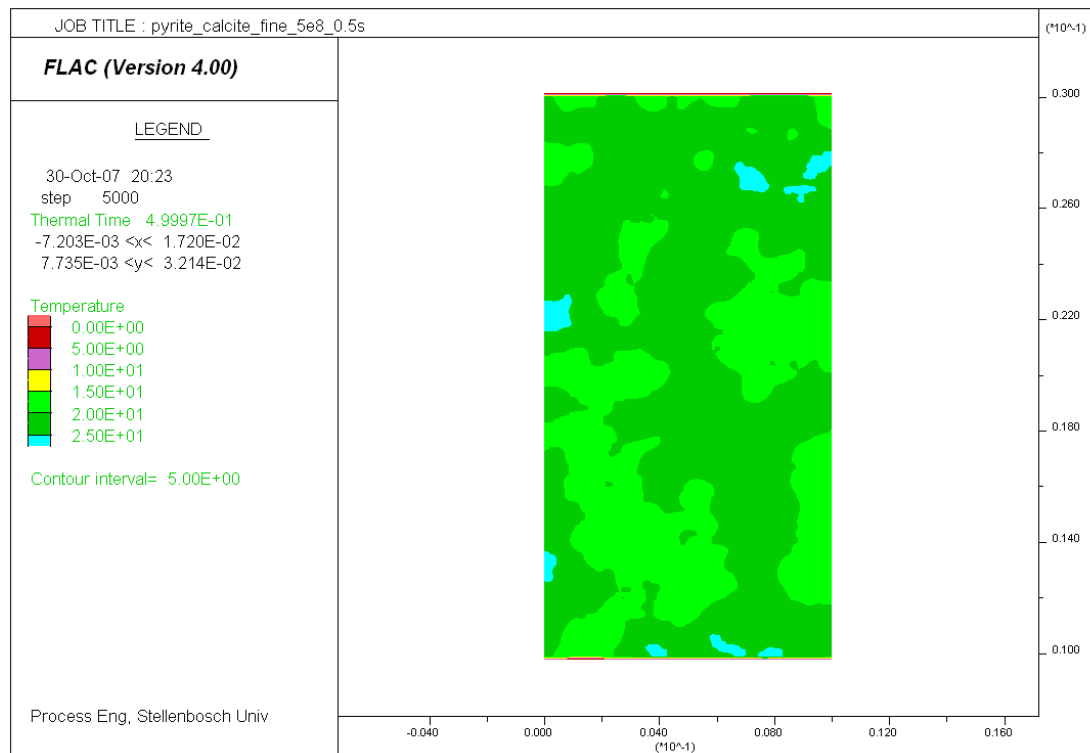 JOB TITLE : pyrite_calcite_fine_5e8_0.5s
(*10^-1)
FLAC (Version 4.00)
LEGEND
30-Oct-07 20:23
step 5000
Thermal Time 4.9997E-01
-7.203E-03 <x< 1.720E-02
7.735E-03 <y< 3.214E-02
Temperature
0.00E+00
5.00E+00
1.00E+01
1.50E+01
2.00E+01
2.50E+01
Contour interval= 5.00E+00
Process Eng, Stellenbosch Univ
0.300
0.260
0.220
0.180
0.140
0.100
-0.040 0.000 0.040 0.080 0.120 0.160
(*10^-1)